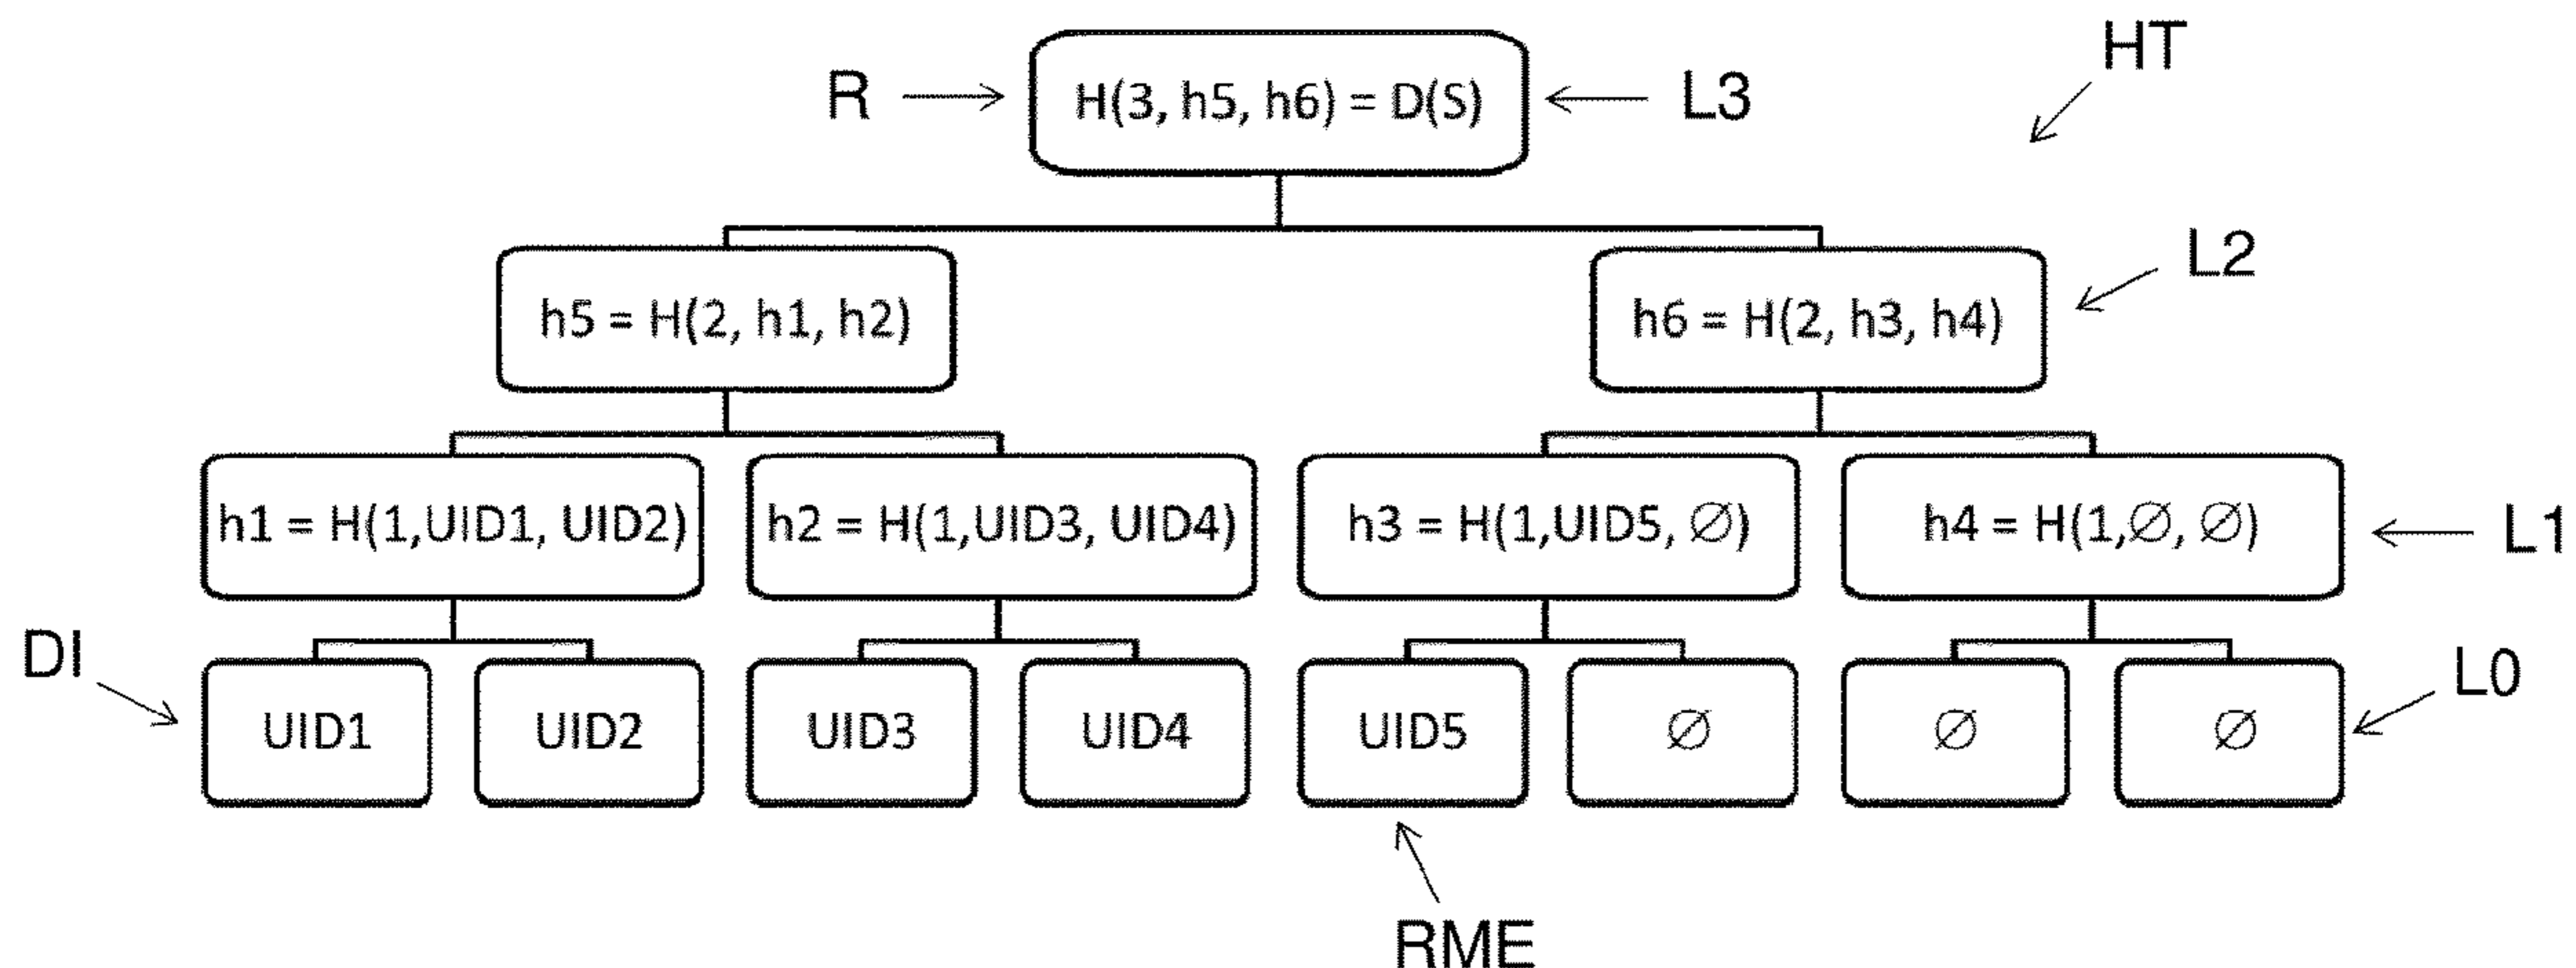 HT
R
H(3, h5, h6) = D(S)
L3
L2
h5 = H(2, h1, h2)
h6 = H(2, h3, h4)
h1 = H(1,UID1, UID2)
h2 = H(1,UID3, UID4)
h3 = H(1,UID5, ∅)
h4 = H(1,∅, ∅)
L1
DI
L0
UID1
UID2
UID3
UID4
UID5
∅
∅
∅
RME